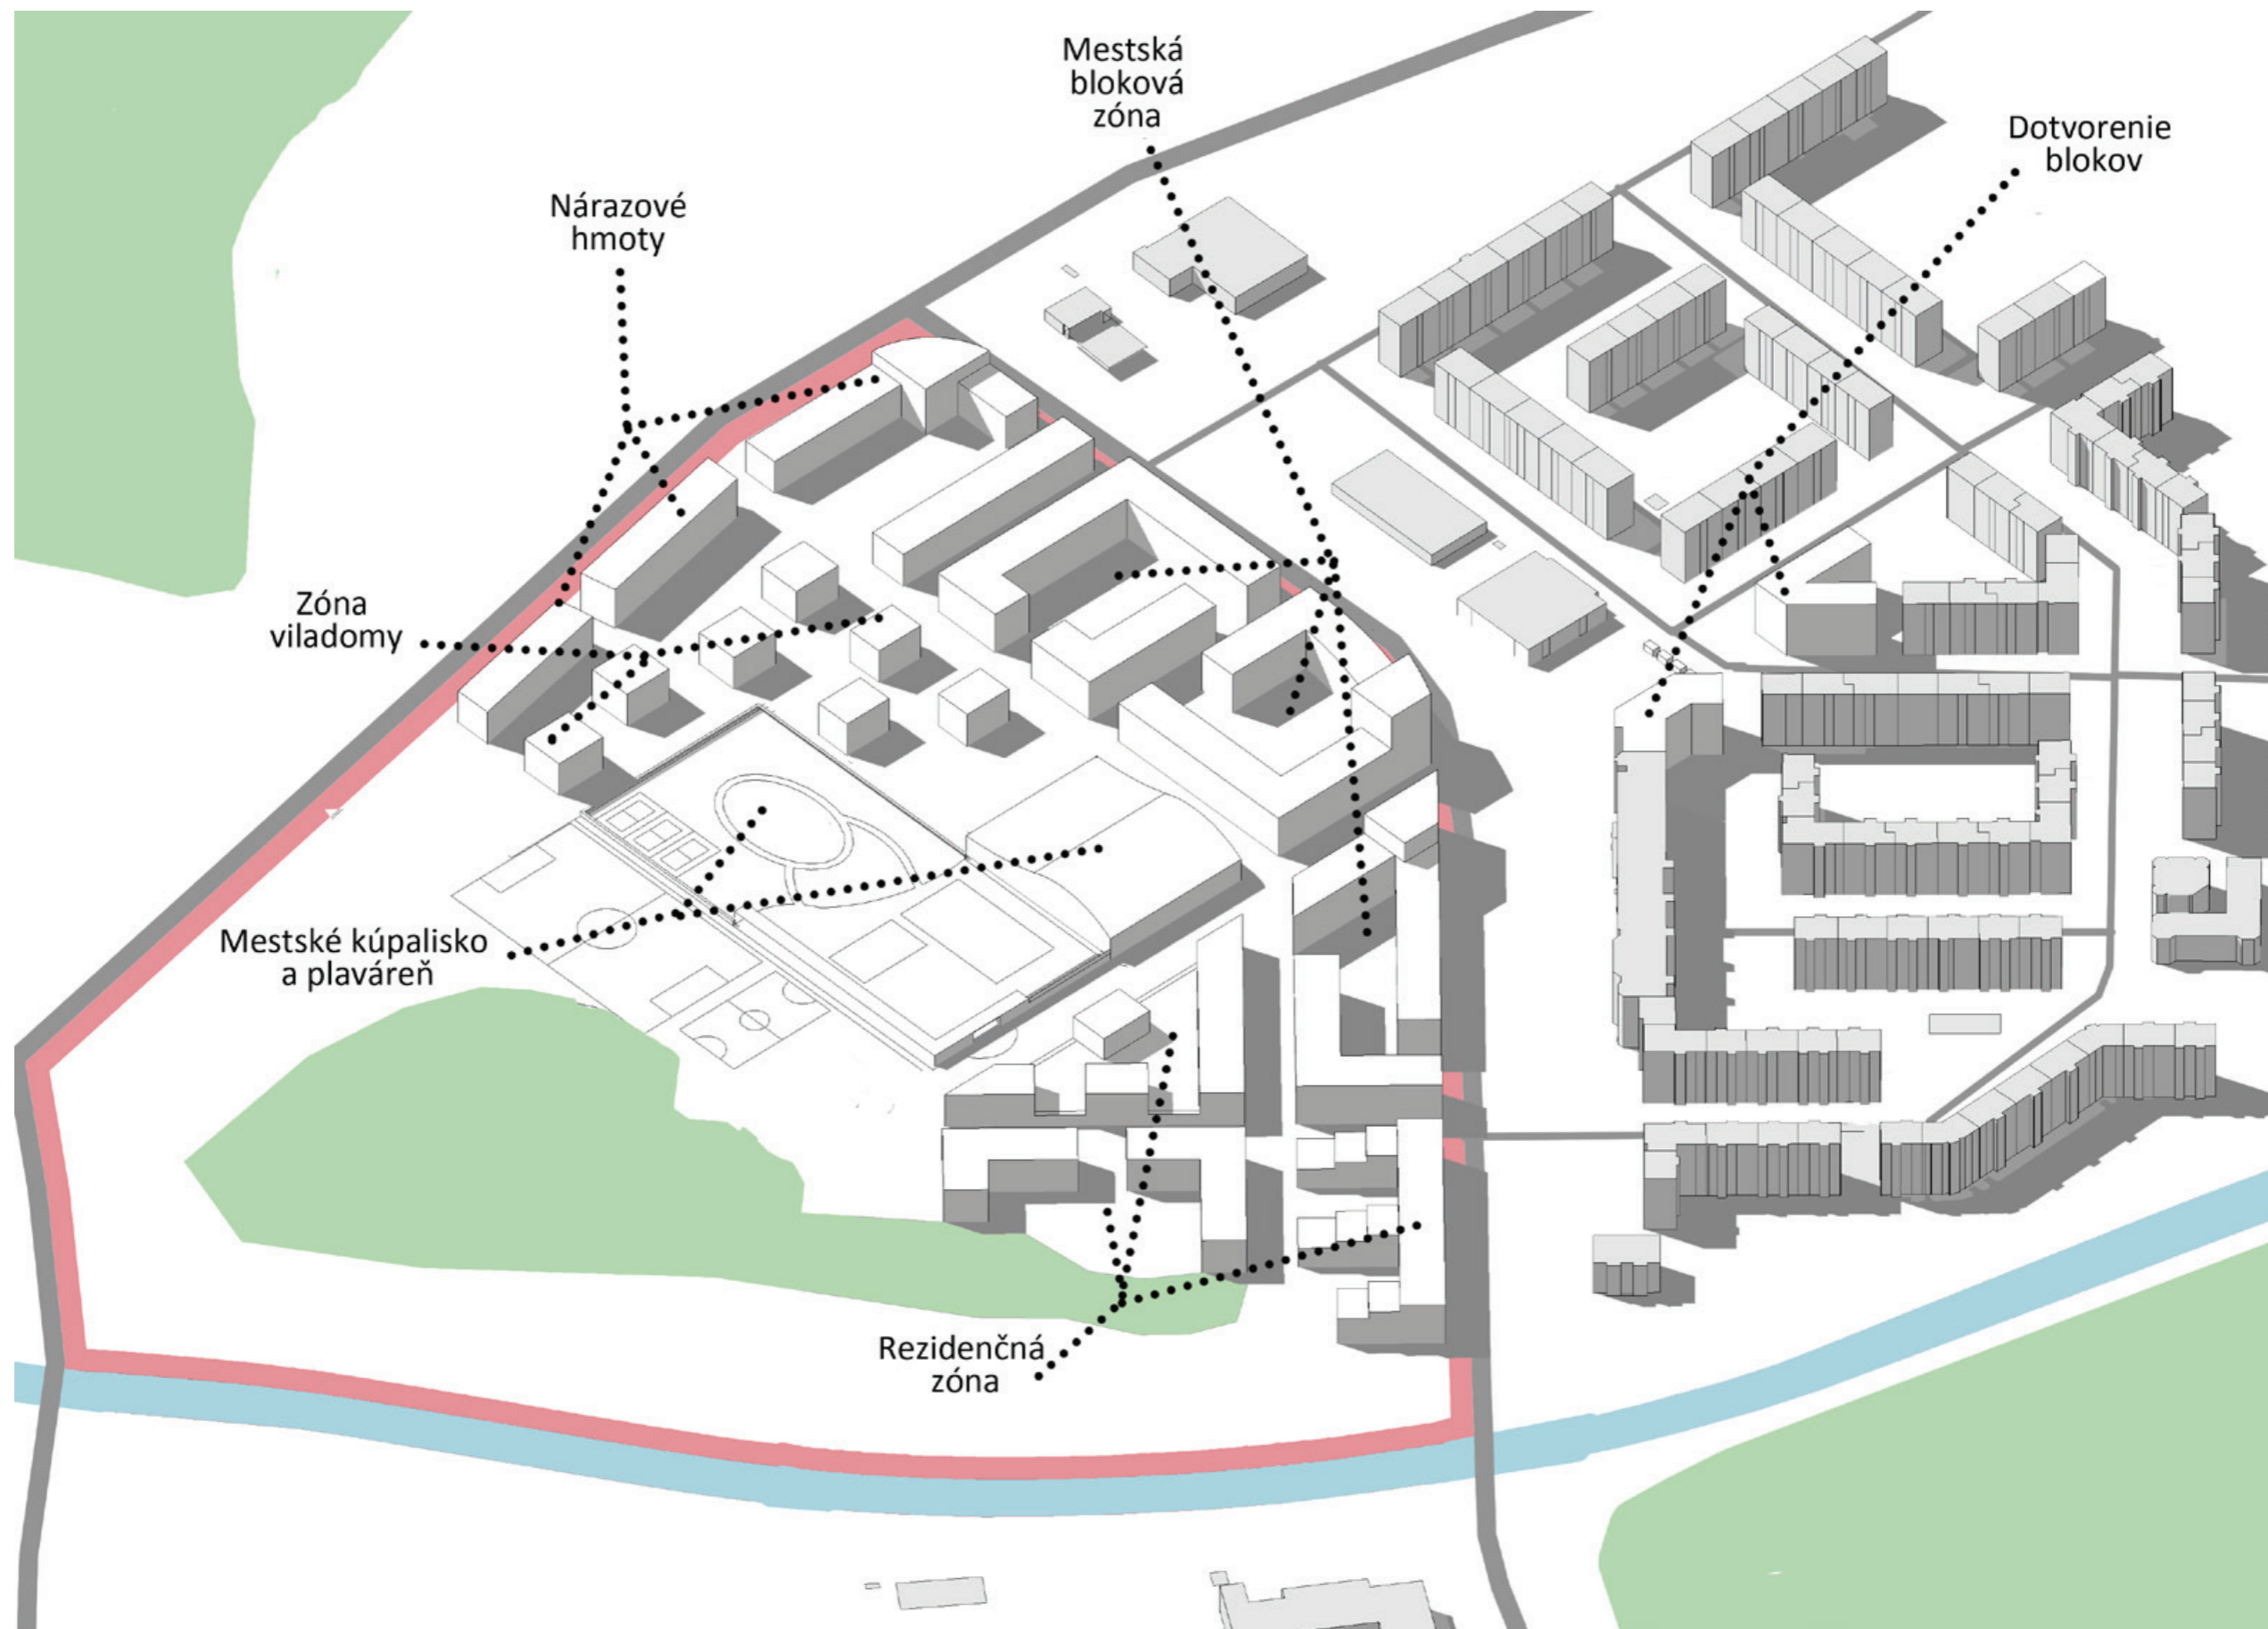 Mestská
bloková
zóna
Dotvorenie
blokov
Nárazové
hmoty
Zóna
viladomy
Mestské kúpalisko
a plaváreň
Rezidenčná
zóna